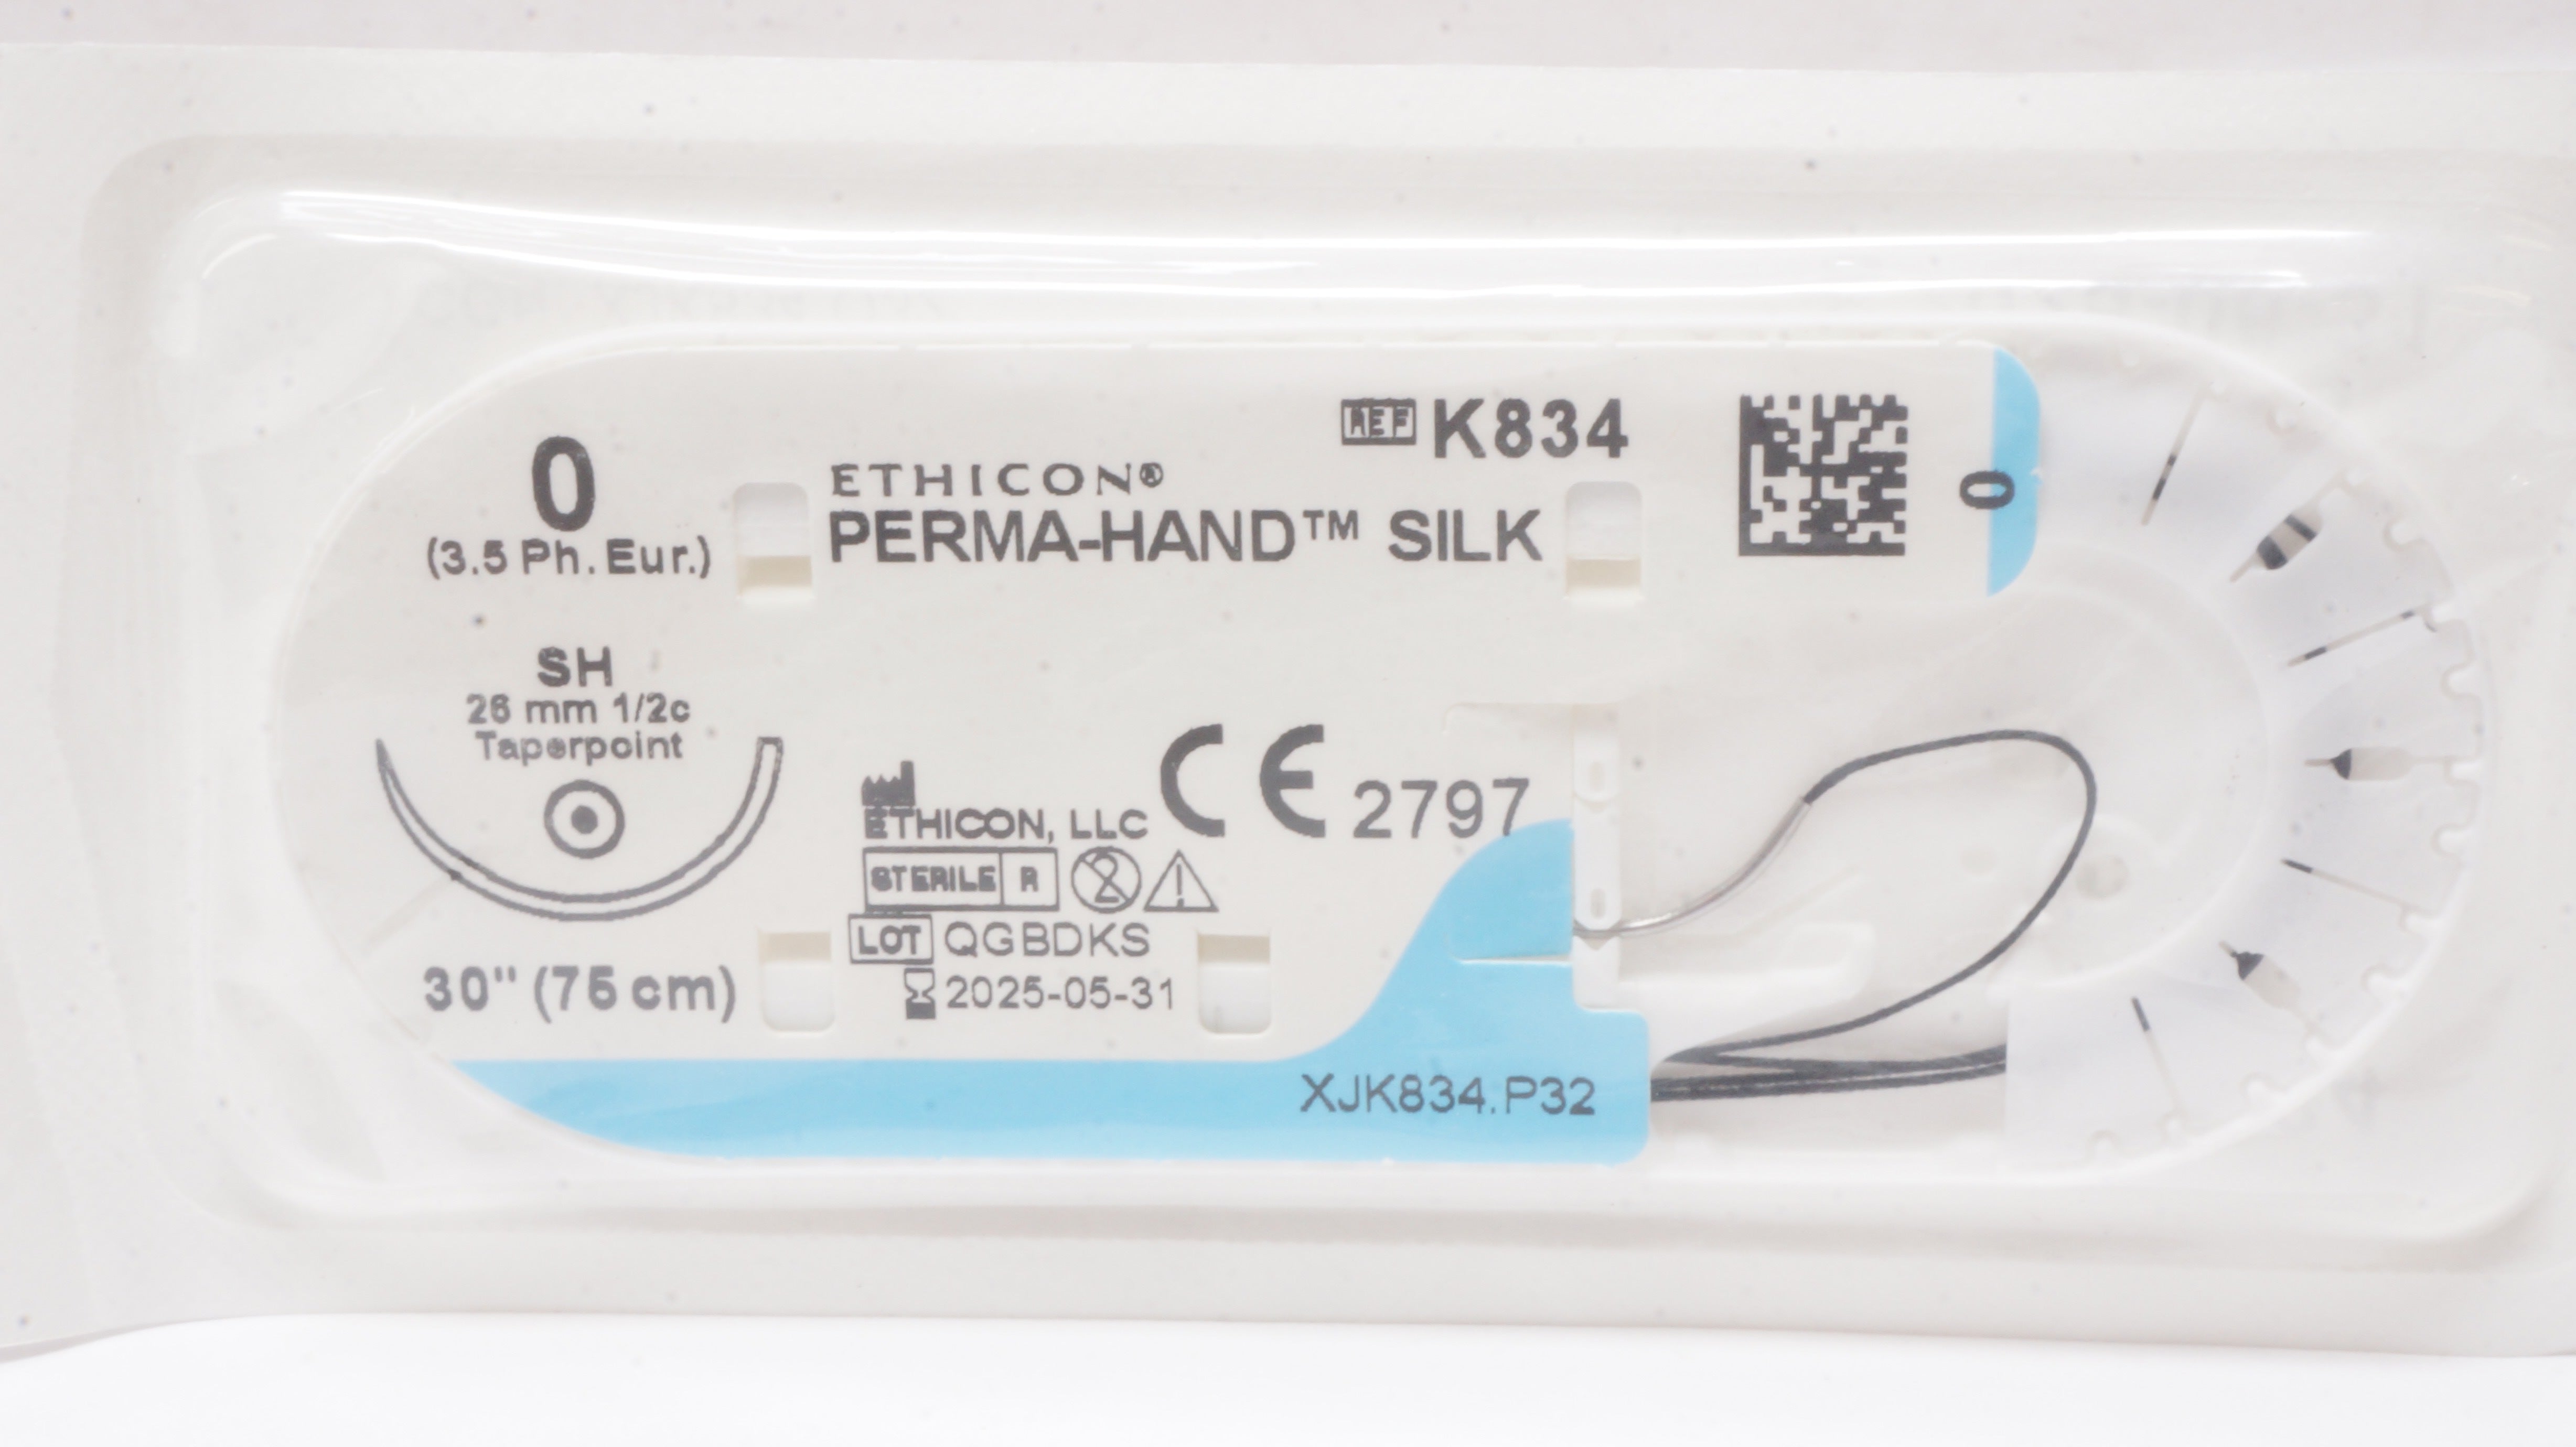 REF K834
0
0
ETHICON®
PERMA-HAND™ SILK
(3.5 Ph. Eur.)
SH
26 mm 1/2c
Taperpoint
CE 2797
ETHICON, LLC
STERILE R
2
LOT QGBDKS
30" (75 cm)
2025-05-31
XJK834.P32